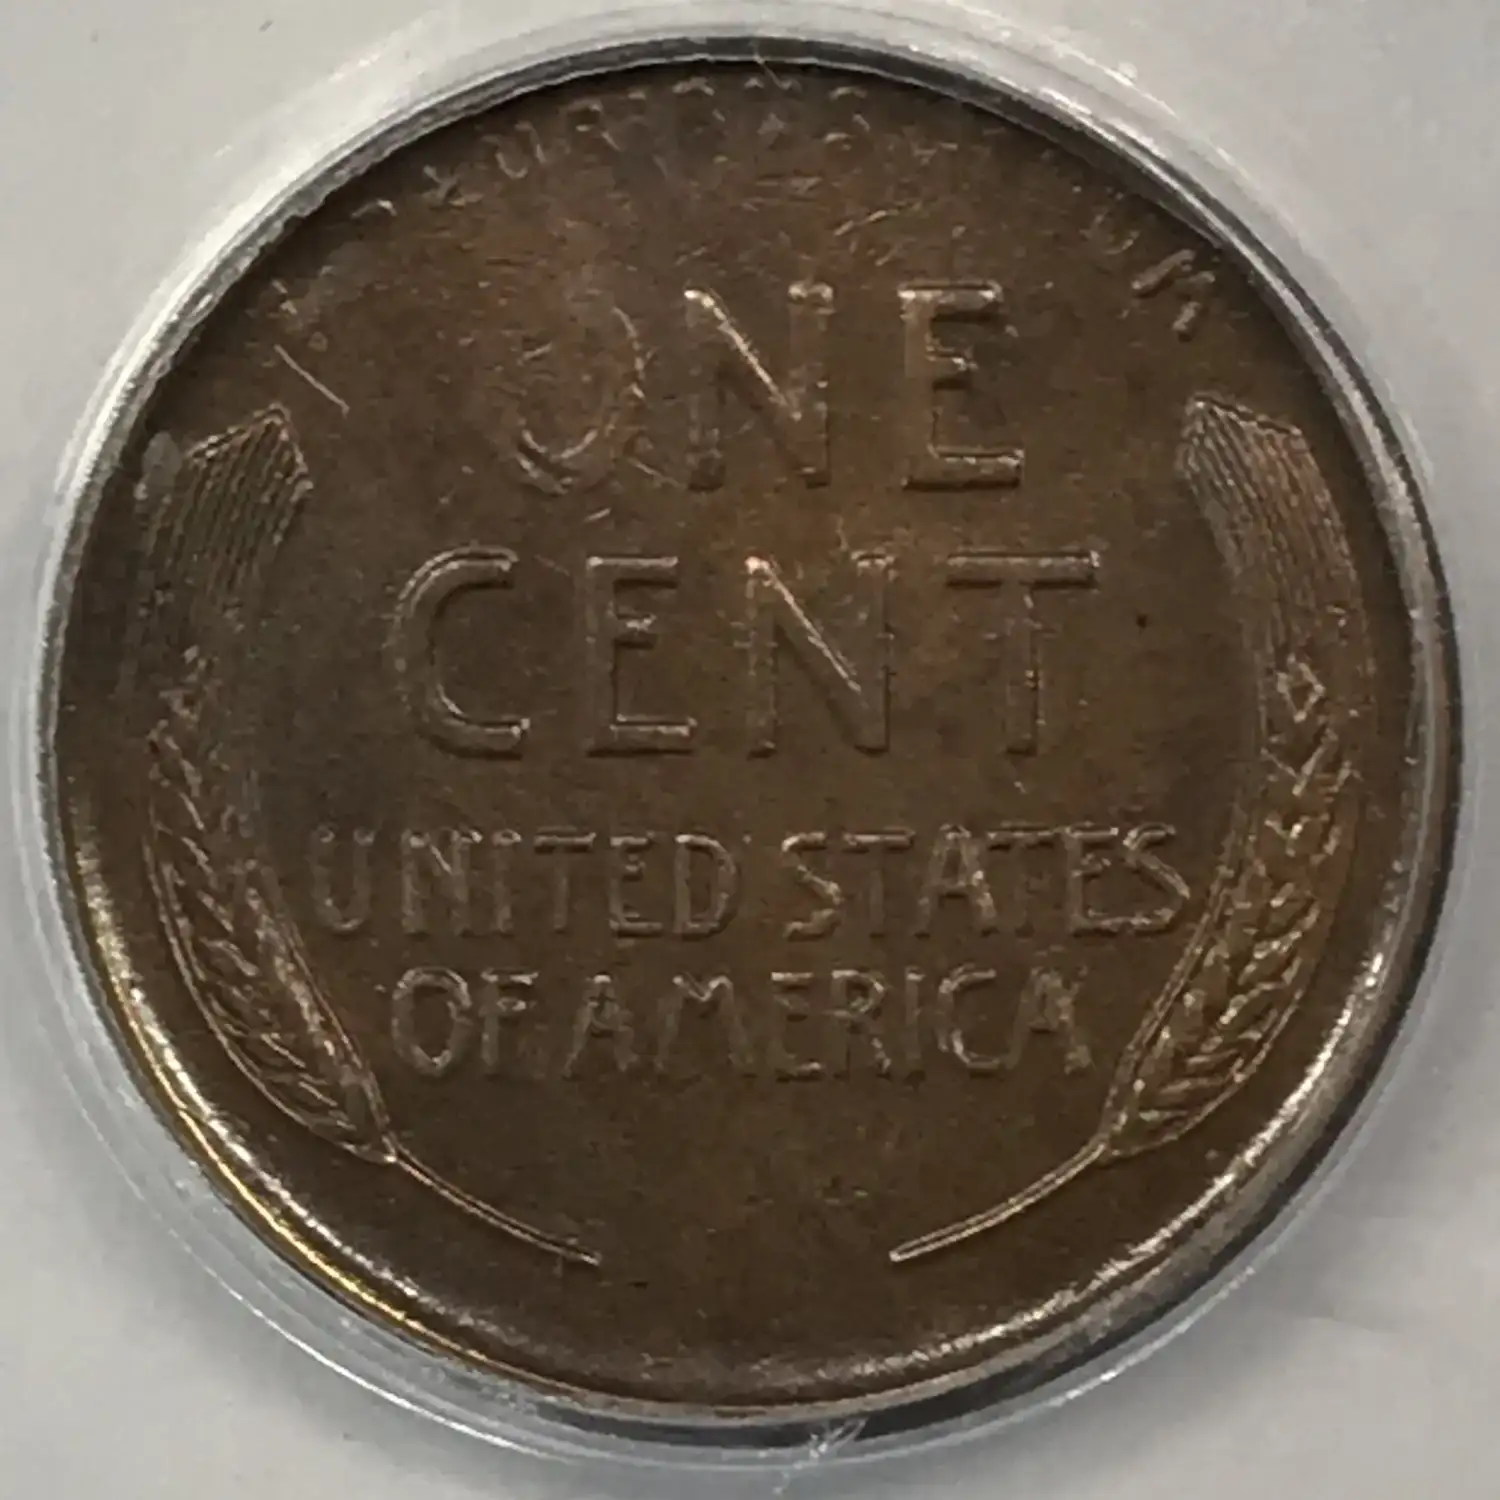 ONE
CENT
UNITED STATES
OF AMERICA